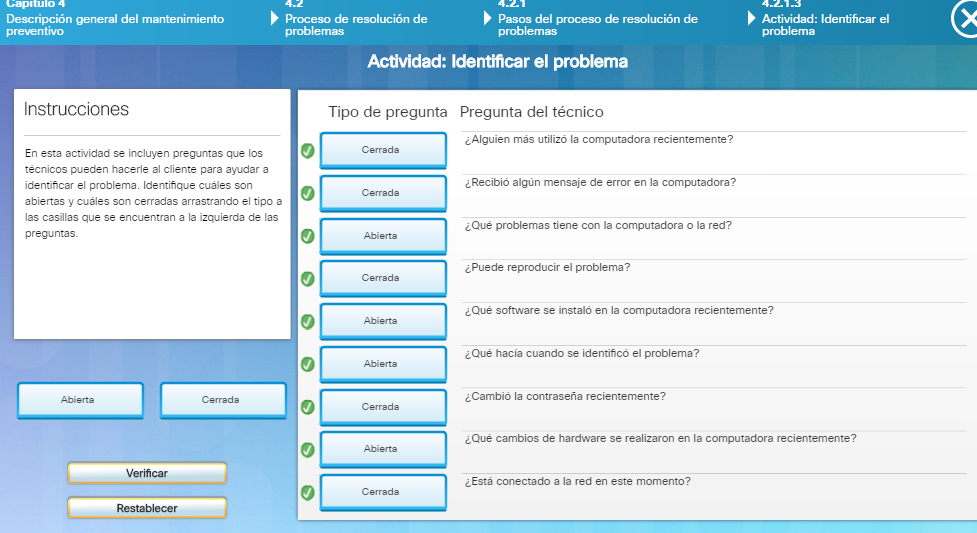 Capítulo 4
Descripción general del mantenimiento
preventivo
4.2
Proceso de resolución de
problemas
4.2.1
Pasos del proceso de resolución de
problemas
4.2.1.3
Actividad: Identificar el
problema
Actividad: Identificar el problema
Instrucciones
En esta actividad se incluyen preguntas que los
técnicos pueden hacerle al cliente para ayudar a
identificar el problema. Identifique cuáles son
abiertas y cuáles son cerradas arrastrando el tipo a
las casillas que se encuentran a la izquierda de las
preguntas.
Abierta Cerrada
Verificar
Restablecer
Tipo de pregunta Pregunta del técnico
Cerrada ¿Alguien más utilizó la computadora recientemente?
Cerrada ¿Recibió algún mensaje de error en la computadora?
Abierta ¿Qué problemas tiene con la computadora o la red?
Cerrada ¿Puede reproducir el problema?
Abierta ¿Qué software se instaló en la computadora recientemente?
Abierta ¿Qué hacía cuando se identificó el problema?
Cerrada ¿Cambió la contraseña recientemente?
Abierta ¿Qué cambios de hardware se realizaron en la computadora recientemente?
Cerrada ¿Está conectado a la red en este momento?